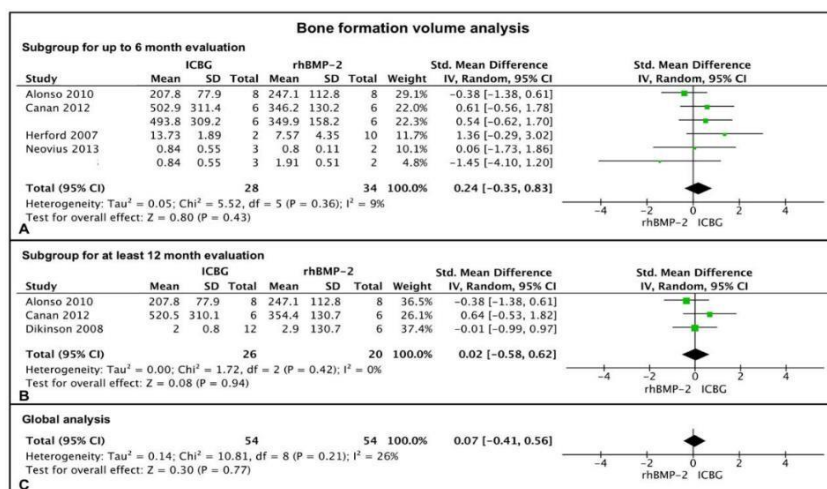 Bone formation volume analysis
Subgroup for up to 6 month evaluation
ICBG rhBMP-2 Std. Mean Difference Std. Mean Difference
Study Mean SD Total Mean SD Total Weight IV, Random, 95% CI IV, Random, 95% CI
Alonso 2010 207.8 77.9 8 247.1 112.8 8 29.1% -0.38 [-1.38, 0.61]
Canan 2012 502.9 311.4 6 346.2 130.2 6 22.0% 0.61 [-0.56, 1.78]
493.8 309.2 6 349.9 158.2 6 22.3% 0.54 [-0.62, 1.70]
Herford 2007 13.73 1.89 2 7.57 4.35 10 11.7% 1.36 [-0.29, 3.02]
Neovius 2013 0.84 0.55 3 0.8 0.11 2 10.1% 0.06 [-1.73, 1.86]
0.84 0.55 3 1.91 0.51 2 4.8% -1.45 [-4.10, 1.20]
Total (95% CI) 28 34 100.0% 0.24 [-0.35, 0.83]
Heterogeneity: Tau² = 0.05; Chi² = 5.52, df = 5 (P = 0.36); I² = 9%
Test for overall effect: Z = 0.80 (P = 0.43)
-4 -2 0 2 4
rhBMP-2 ICBG
A
Subgroup for at least 12 month evaluation
ICBG rhBMP-2 Std. Mean Difference Std. Mean Difference
Study Mean SD Total Mean SD Total Weight IV, Random, 95% CI IV, Random, 95% CI
Alonso 2010 207.8 77.9 8 247.1 112.8 8 36.5% -0.38 [-1.38, 0.61]
Canan 2012 520.5 310.1 6 354.4 130.7 6 26.1% 0.64 [-0.53, 1.82]
Dikinson 2008 2 0.8 12 2.9 130.7 6 37.4% -0.01 [-0.99, 0.97]
Total (95% CI) 26 20 100.0% 0.02 [-0.58, 0.62]
Heterogeneity: Tau² = 0.00; Chi² = 1.72, df = 2 (P = 0.42); I² = 0%
Test for overall effect: Z = 0.08 (P = 0.94)
-4 -2 0 2 4
rhBMP-2 ICBG
B
Global analysis
Total (95% CI) 54 54 100.0% 0.07 [-0.41, 0.56]
Heterogeneity: Tau² = 0.14; Chi² = 10.81, df = 8 (P = 0.21); I² = 26%
Test for overall effect: Z = 0.30 (P = 0.77)
-4 -2 0 2 4
rhBMP-2 ICBG
C